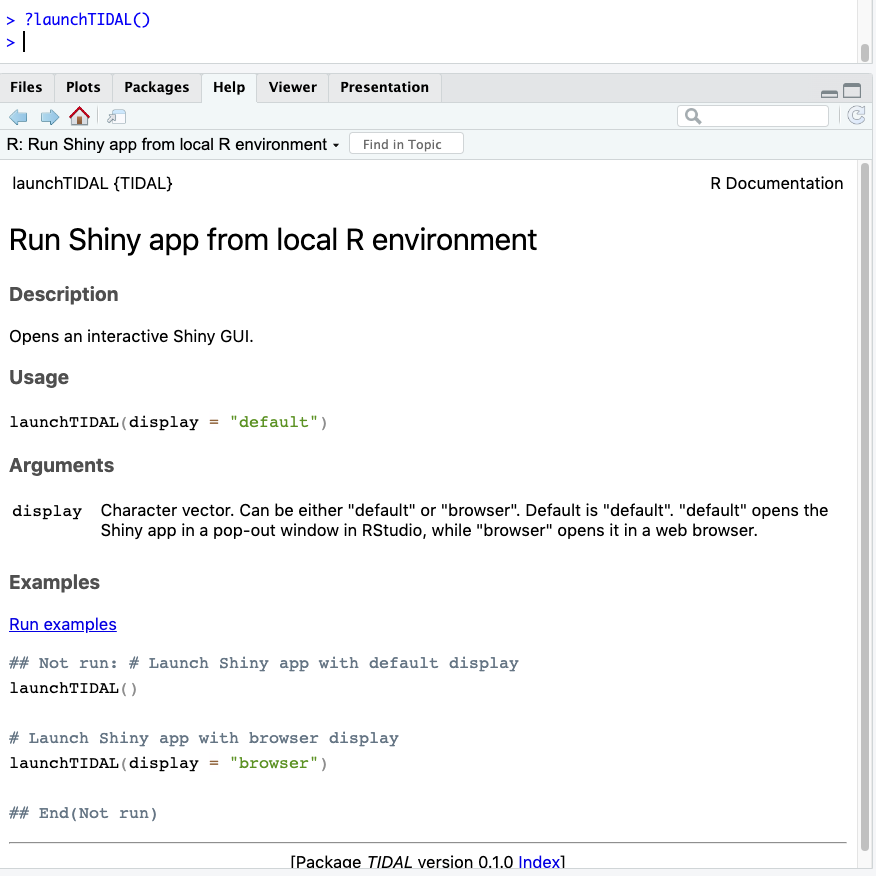 > ?launchTIDAL()
>
Files Plots Packages Help Viewer Presentation
R: Run Shiny app from local R environment Find in Topic
launchTIDAL {TIDAL} R Documentation
Run Shiny app from local R environment
Description
Opens an interactive Shiny GUI.
Usage
launchTIDAL(display = "default")
Arguments
display Character vector. Can be either "default" or "browser". Default is "default". "default" opens the
Shiny app in a pop-out window in RStudio, while "browser" opens it in a web browser.
Examples
Run examples
## Not run: # Launch Shiny app with default display
launchTIDAL()
# Launch Shiny app with browser display
launchTIDAL(display = "browser")
## End(Not run)
[Package TIDAL version 0.1.0 Index]